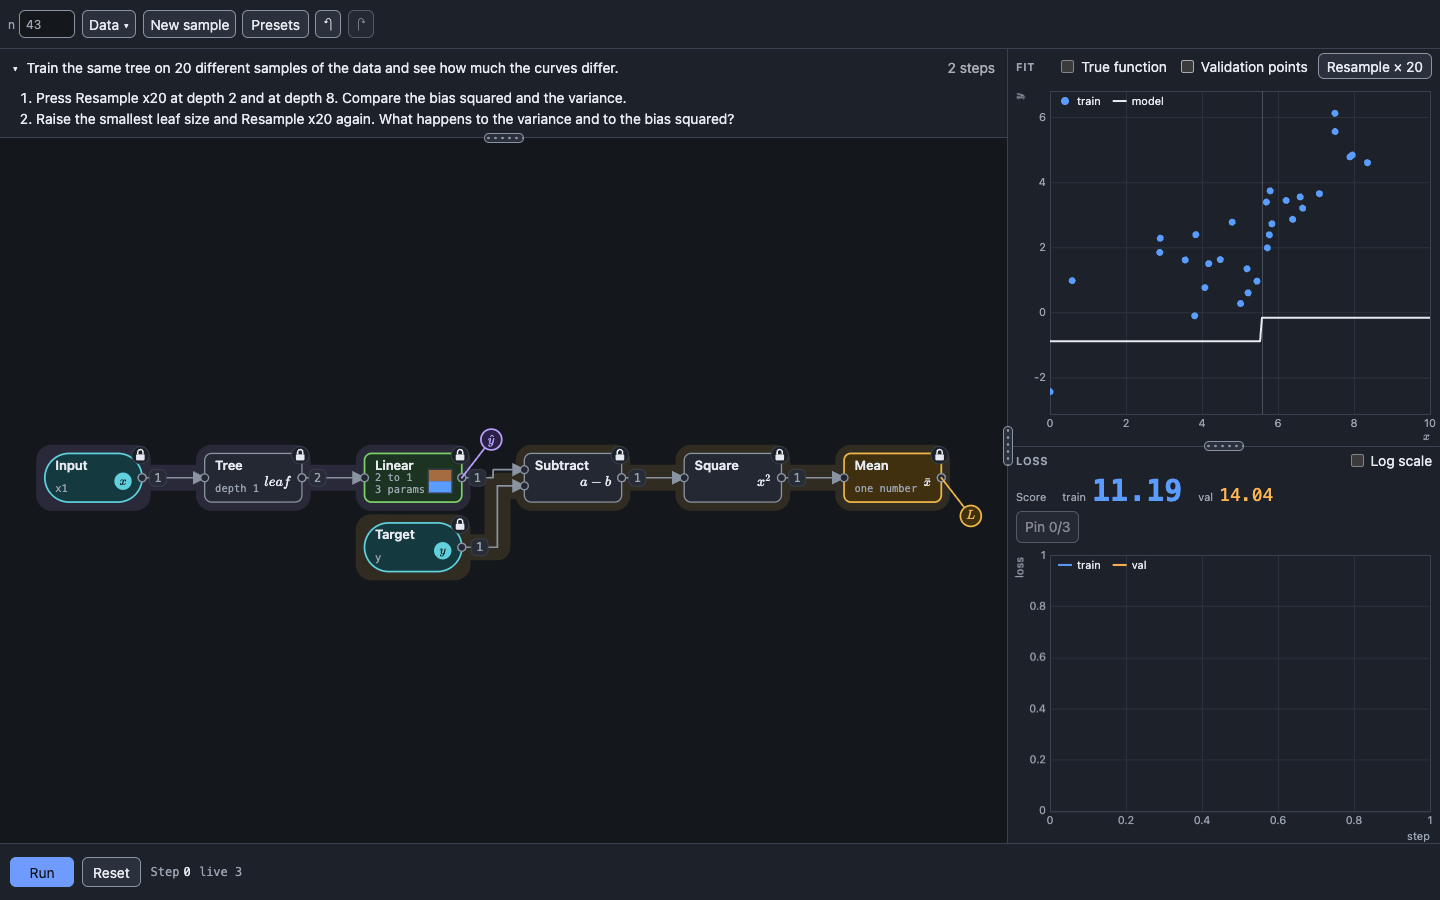 n 43 Data ▾ New sample Presets
▾ Train the same tree on 20 different samples of the data and see how much the curves differ. 2 steps
1. Press Resample x20 at depth 2 and at depth 8. Compare the bias squared and the variance.
2. Raise the smallest leaf size and Resample x20 again. What happens to the variance and to the bias squared?
FIT True function Validation points Resample × 20
y
train model
6
4
2
0
-2
0 2 4 6 8 10
x
ŷ
Input
x1
x
1
Tree
depth 1
leaf
2
Linear
2 to 1
3 params
1
Subtract
a − b
1
Square
x²
1
Mean
one number
x̄
L
Target
y
y
1
LOSS Log scale
Score train 11.19 val 14.04
Pin 0/3
loss
train val
1
0.8
0.6
0.4
0.2
0
0 0.2 0.4 0.6 0.8 1
step
Run Reset Step 0 live 3